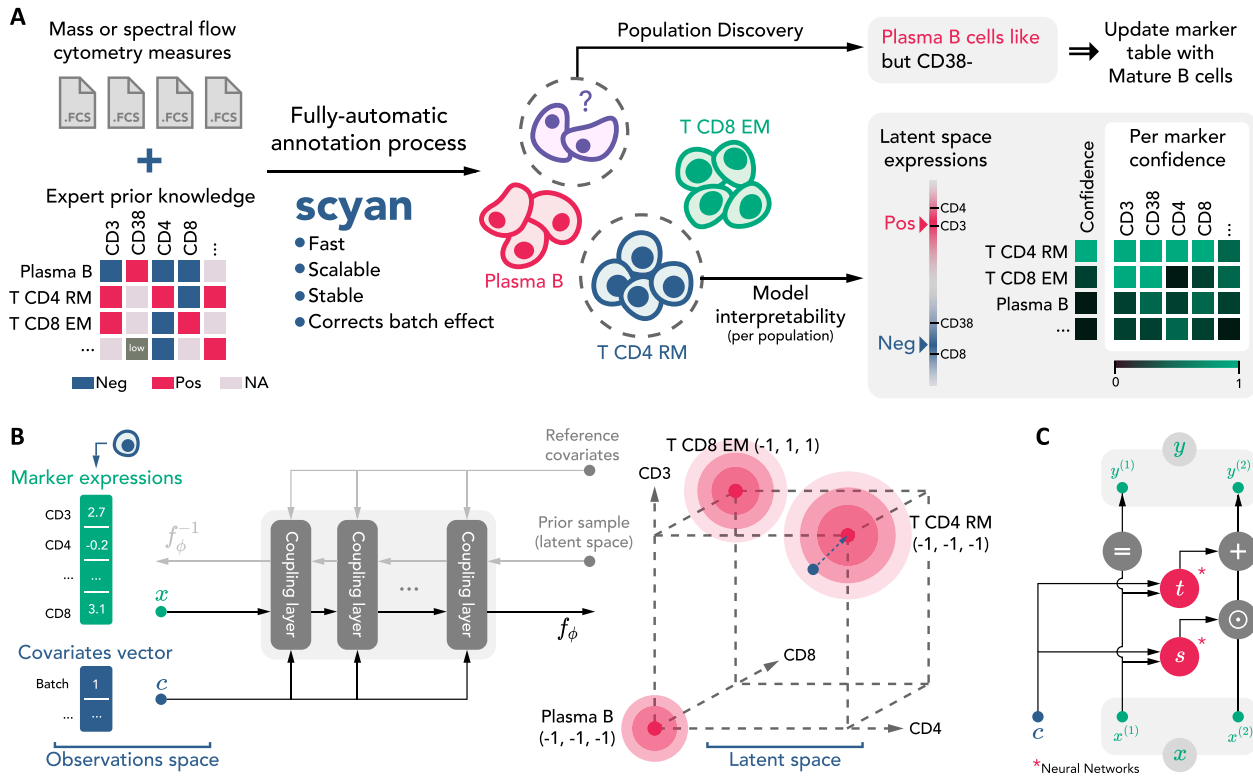 A
Mass or spectral flow
cytometry measures
.FCS
.FCS
.FCS
.FCS
+
Expert prior knowledge
CD3
CD38
CD4
CD8
...
Plasma B
T CD4 RM
T CD8 EM
...
low
Neg
Pos
NA
Fully-automatic
annotation process
scyan
Fast
Scalable
Stable
Corrects batch effect
?
Plasma B
T CD8 EM
T CD4 RM
Population Discovery
Plasma B cells like
but CD38-
⇒
Update marker
table with
Mature B cells
Model
interpretability
(per population)
Latent space
expressions
Pos
CD4
CD3
Neg
CD38
CD8
Confidence
Per marker
confidence
CD3
CD38
CD4
CD8
...
T CD4 RM
T CD8 EM
Plasma B
...
0
1
B
Marker expressions
CD3
2.7
CD4
-0.2
...
...
CD8
3.1
Covariates vector
Batch
1
...
...
Observations space
x
c
f_ϕ^{-1}
Coupling layer
Coupling layer
...
Coupling layer
Reference
covariates
Prior sample
(latent space)
f_ϕ
T CD8 EM (-1, 1, 1)
CD3
T CD4 RM
(-1, -1, -1)
CD8
Plasma B
(-1, -1, -1)
CD4
Latent space
C
y
y^{(1)}
y^{(2)}
=
+
t
*
⊙
s
*
c
x^{(1)}
x^{(2)}
x
*Neural Networks